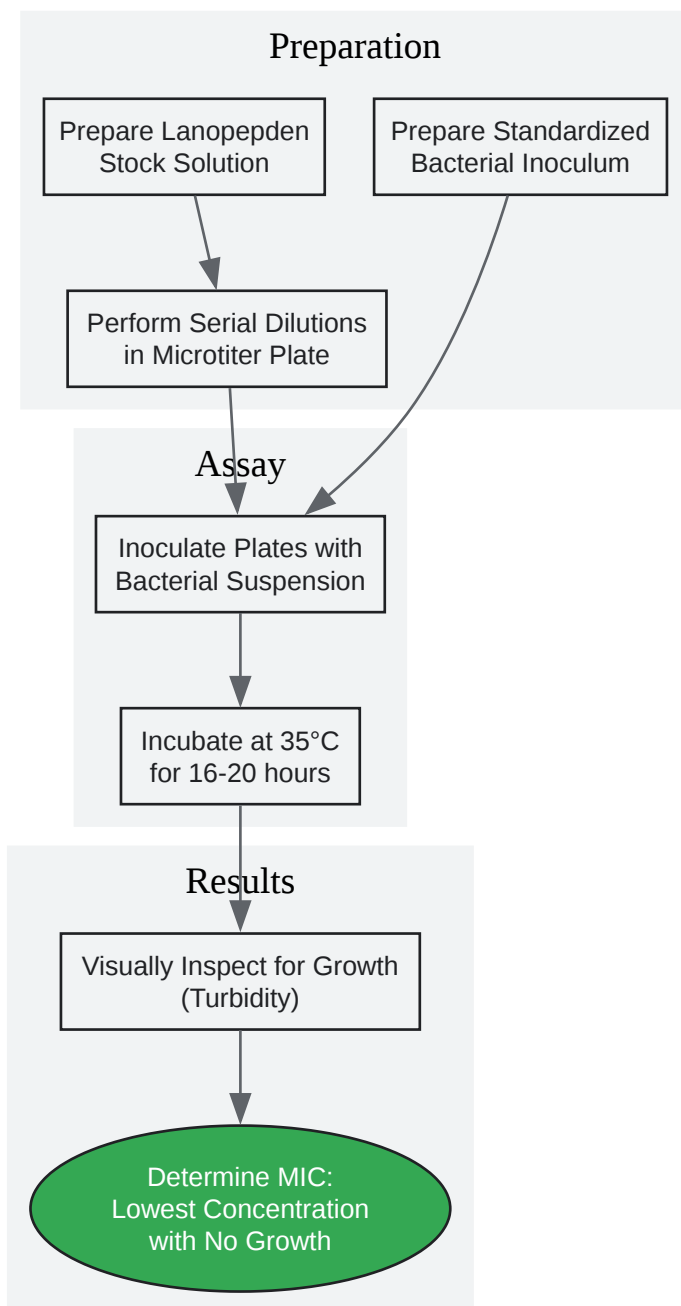 Preparation
Prepare Lanopepden
Stock Solution
Prepare Standardized
Bacterial Inoculum
Perform Serial Dilutions
in Microtiter Plate
Assay
Inoculate Plates with
Bacterial Suspension
Incubate at 35°C
for 16-20 hours
Results
Visually Inspect for Growth
(Turbidity)
Determine MIC:
Lowest Concentration
with No Growth